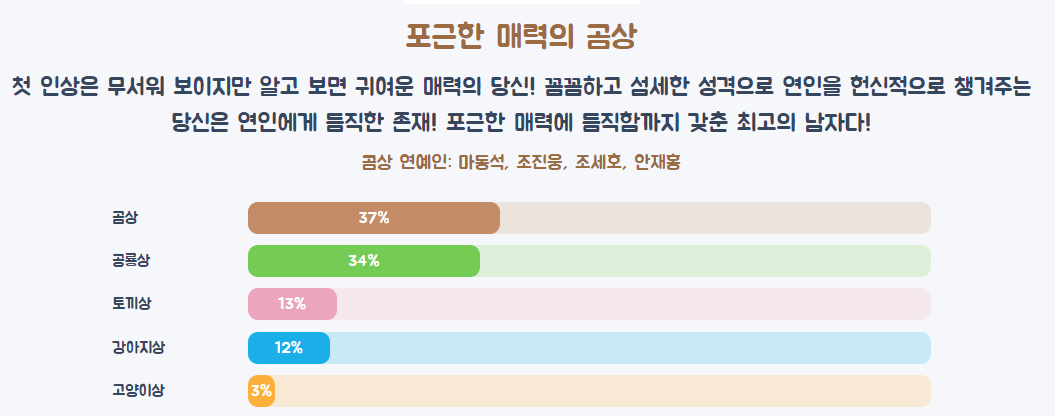 포근한 매력의 곰상
첫 인상은 무서워 보이지만 알고 보면 귀여운 매력의 당신! 꼼꼼하고 섬세한 성격으로 연인을 헌신적으로 챙겨주는
당신은 연인에게 듬직한 존재! 포근한 매력에 듬직함까지 갖춘 최고의 남자다!
곰상 연예인: 마동석, 조진웅, 조세호, 안재홍
곰상 37%
공룡상 34%
토끼상 13%
강아지상 12%
고양이상 3%